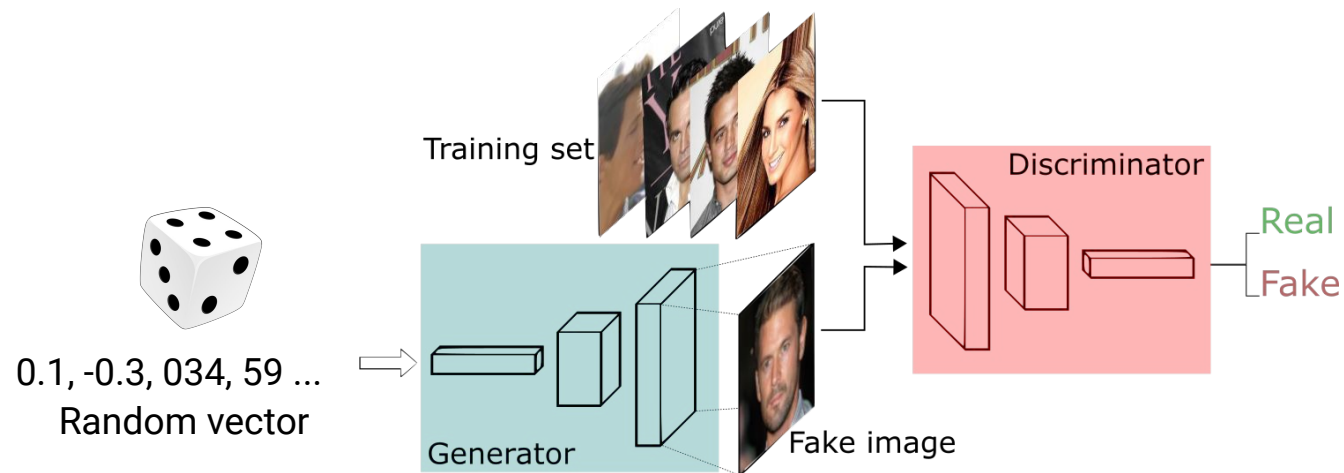 Training set
Discriminator
Real
Fake
0.1, -0.3, 034, 59 ...
Random vector
Generator
Fake image